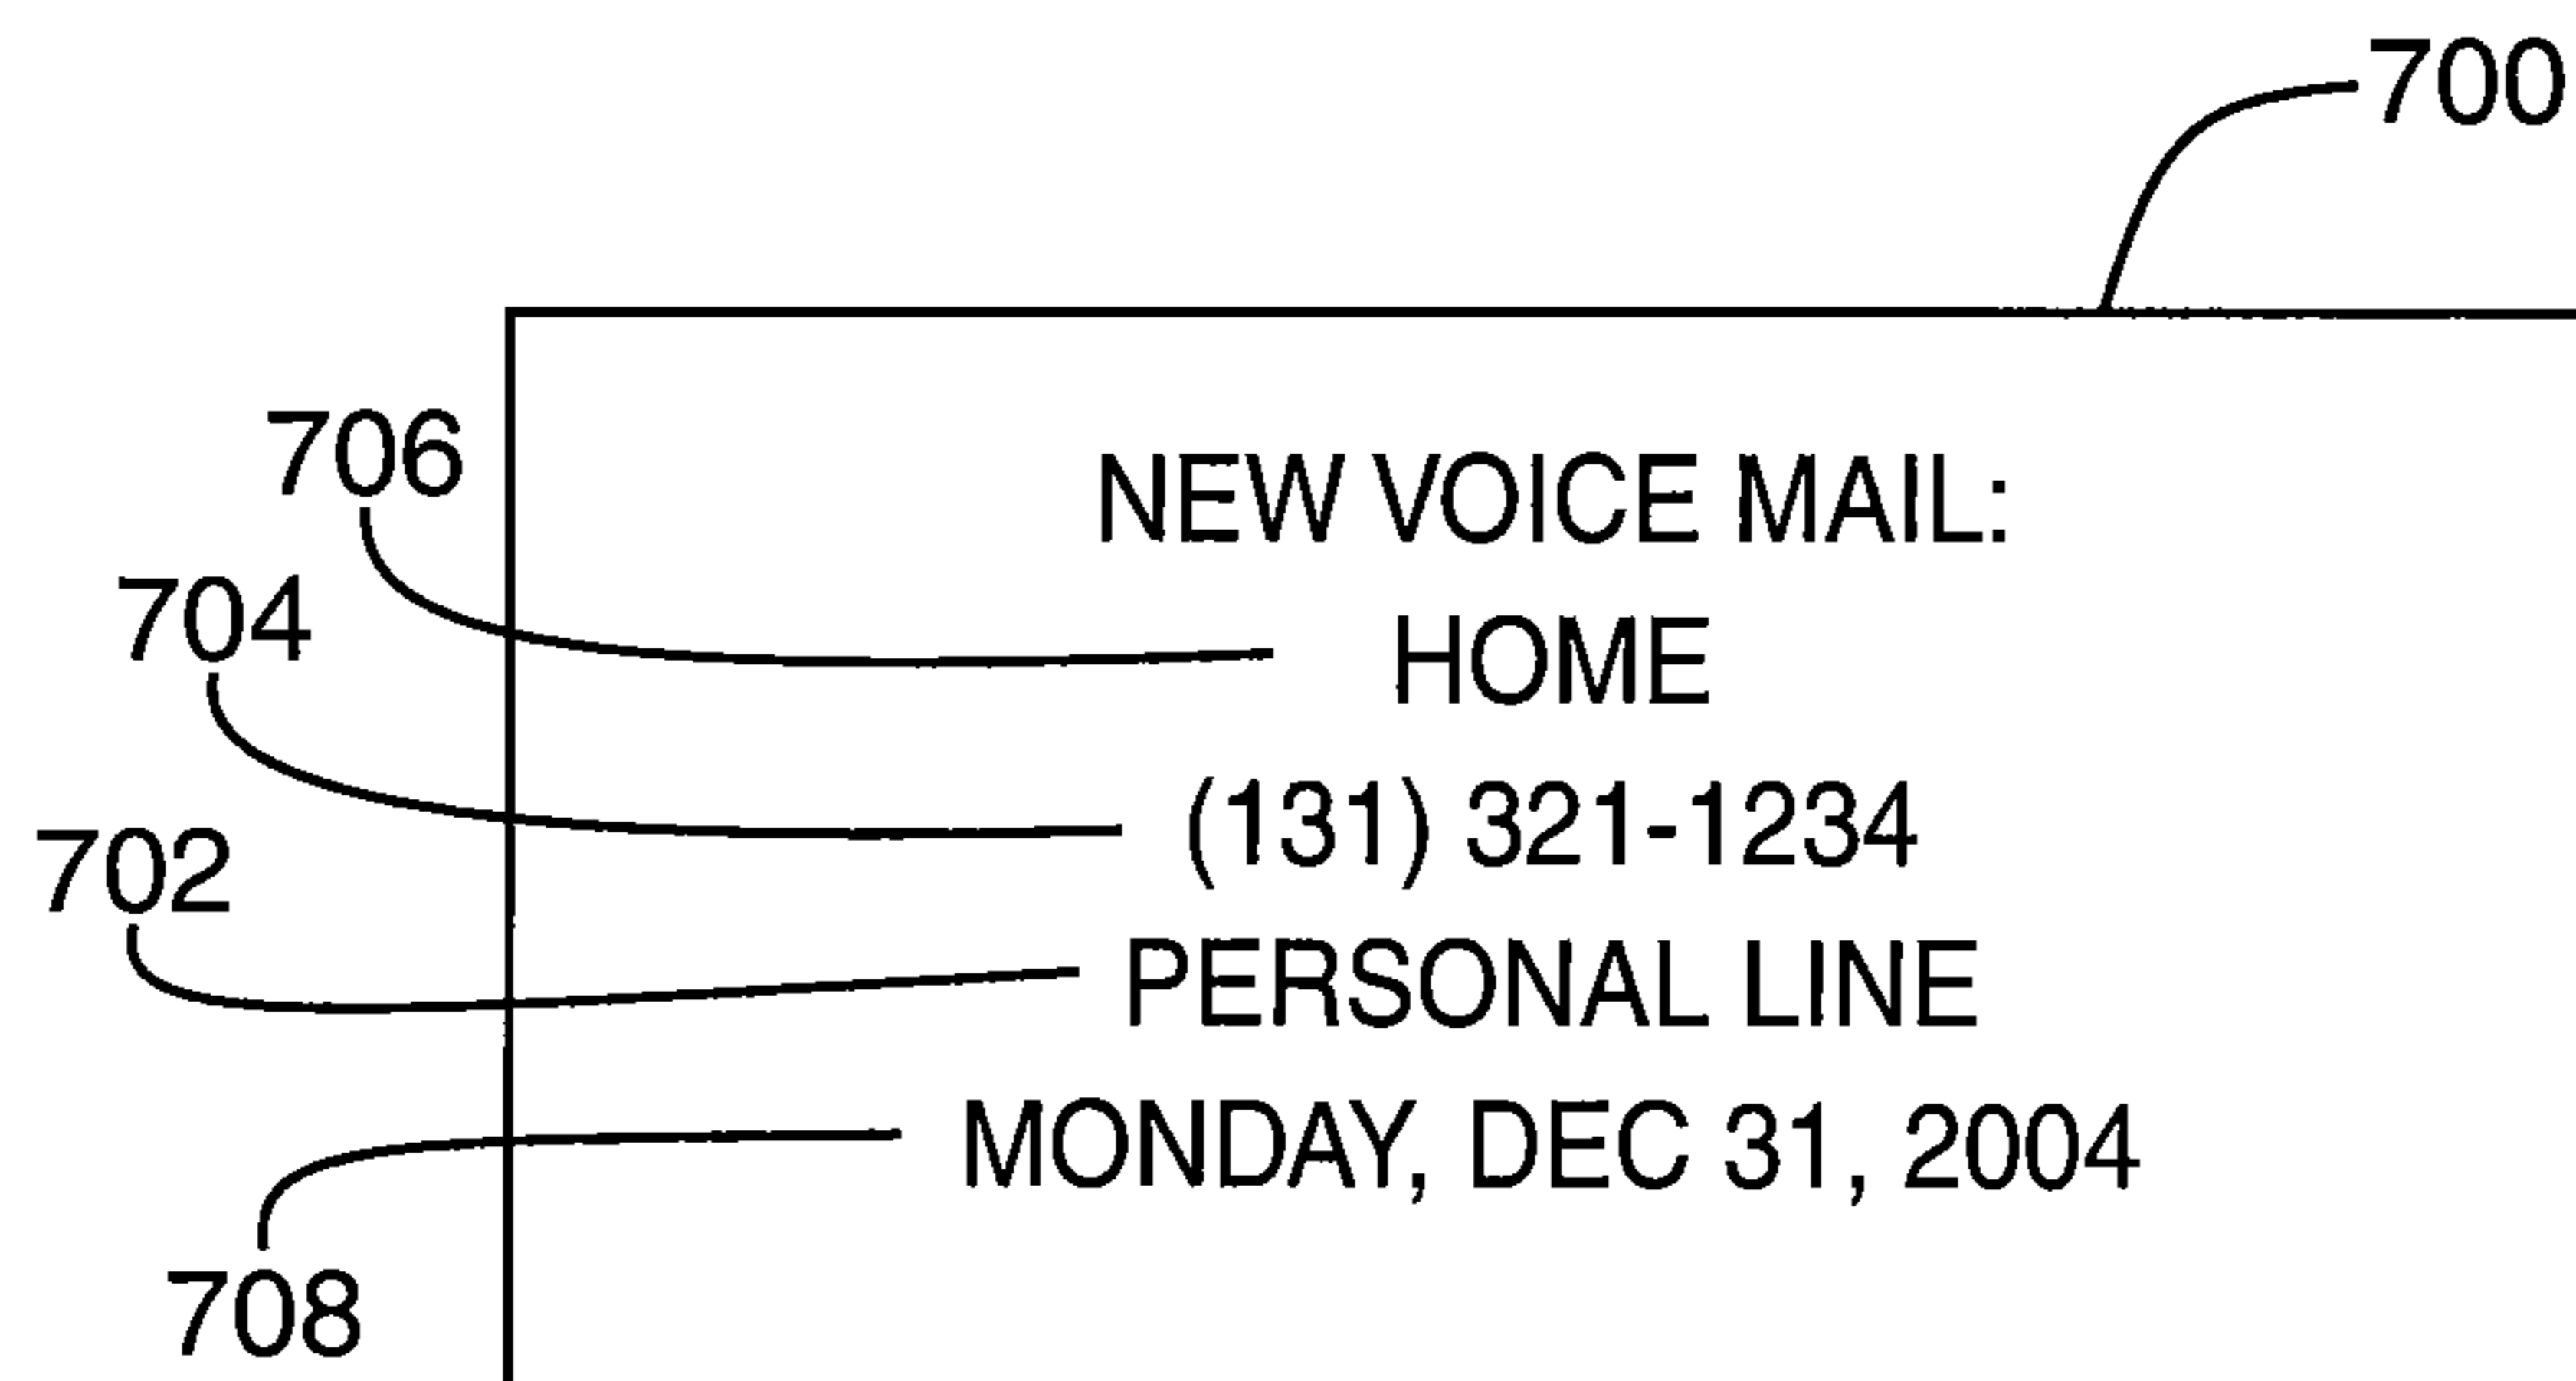 700
706
NEW VOICE MAIL:
704
HOME
(131) 321-1234
702
PERSONAL LINE
MONDAY, DEC 31, 2004
708